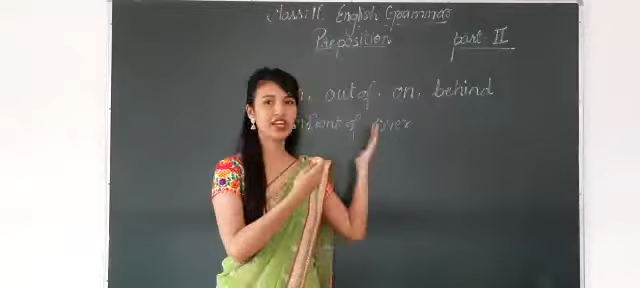 Class:II. English Grammar
Preposition part II
. out of . on . behind
front of over